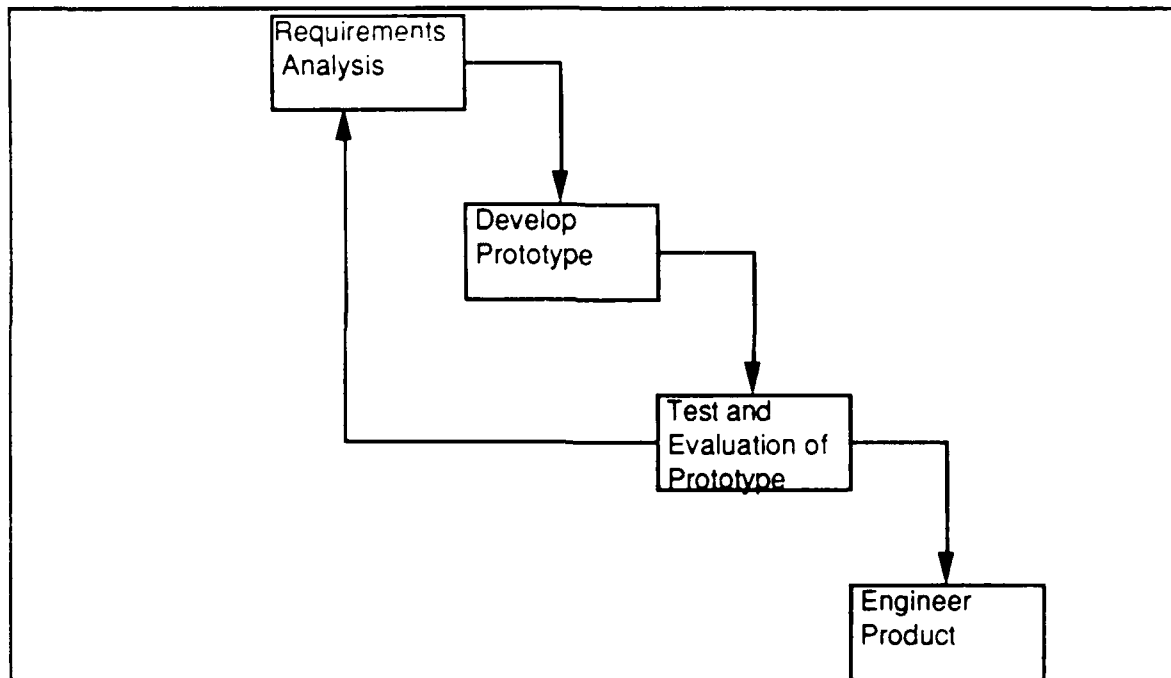 Requirements
Analysis
Develop
Prototype
Test and
Evaluation of
Prototype
Engineer
Product